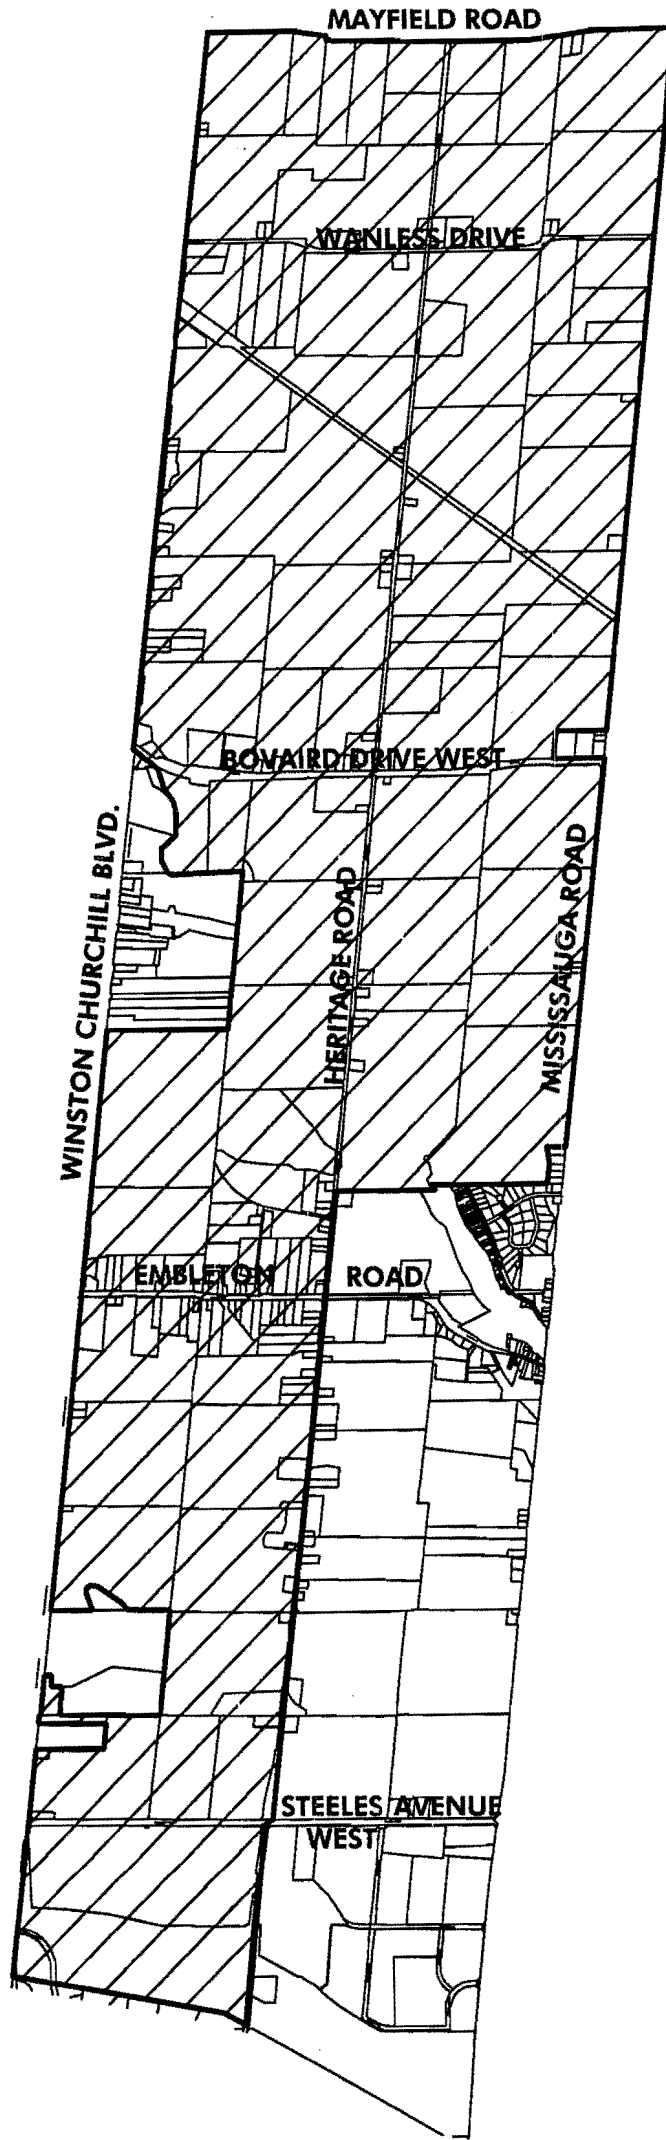 MAYFIELD ROAD
WANLESS DRIVE
BOVAIRD DRIVE WEST
WINSTON CHURCHILL BLVD.
HERITAGE ROAD
MISSISSAUGA ROAD
EMBLETON ROAD
STEELES AVENUE
WEST